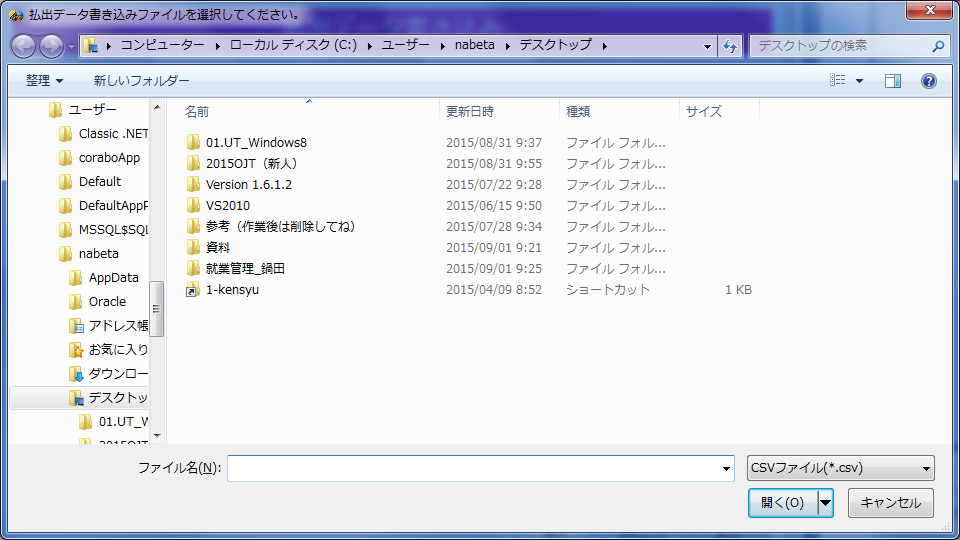 払出データ書き込みファイルを選択してください。
コンピューター ローカル ディスク (C:) ユーザー nabeta デスクトップ
デスクトップの検索
整理 新しいフォルダー
名前 更新日時 種類 サイズ
01.UT_Windows8 2015/08/31 9:37 ファイル フォル...
2015OJT（新人） 2015/08/31 9:55 ファイル フォル...
Version 1.6.1.2 2015/07/22 9:28 ファイル フォル...
VS2010 2015/06/15 9:50 ファイル フォル...
参考（作業後は削除してね） 2015/07/28 9:34 ファイル フォル...
資料 2015/09/01 9:21 ファイル フォル...
就業管理_鍋田 2015/09/01 9:25 ファイル フォル...
1-kensyu 2015/04/09 8:52 ショートカット 1 KB
ユーザー
Classic .NET
coraboApp
Default
DefaultAppP
MSSQL$SQL
nabeta
AppData
Oracle
アドレス帳
お気に入り
ダウンロー
デスクトッ
01.UT_W
ファイル名(N):
CSVファイル(*.csv)
開く(O) キャンセル